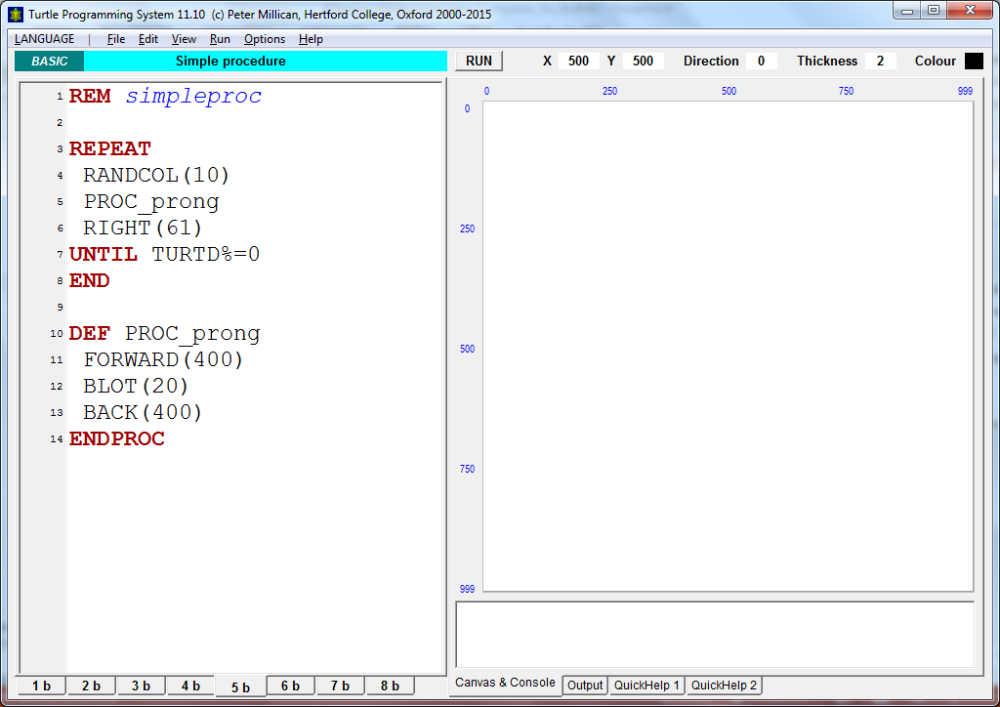 Turtle Programming System 11.10 (c) Peter Millican, Hertford College, Oxford 2000-2015
LANGUAGE | File Edit View Run Options Help
BASIC Simple procedure RUN X 500 Y 500 Direction 0 Thickness 2 Colour
1 REM simpleproc
2
3 REPEAT
4 RANDCOL(10)
5 PROC_prong
6 RIGHT(61)
7 UNTIL TURTD%=0
8 END
9
10 DEF PROC_prong
11 FORWARD(400)
12 BLOT(20)
13 BACK(400)
14 ENDPROC
0 250 500 750 999
0
250
500
750
999
1 b 2 b 3 b 4 b 5 b 6 b 7 b 8 b
Canvas & Console Output QuickHelp 1 QuickHelp 2